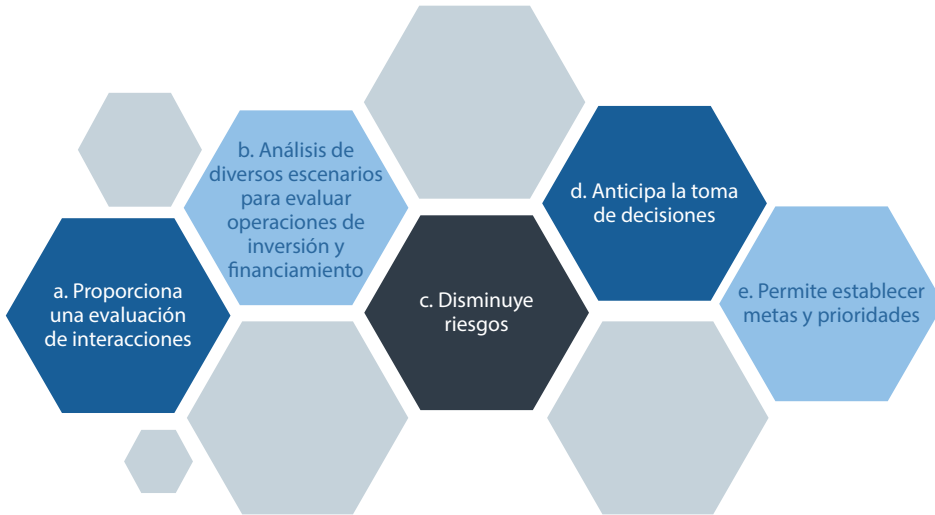 a. Proporciona
una evaluación
de interacciones
b. Análisis de
diversos escenarios
para evaluar
operaciones de
inversión y
financiamiento
c. Disminuye
riesgos
d. Anticipa la toma
de decisiones
e. Permite establecer
metas y prioridades